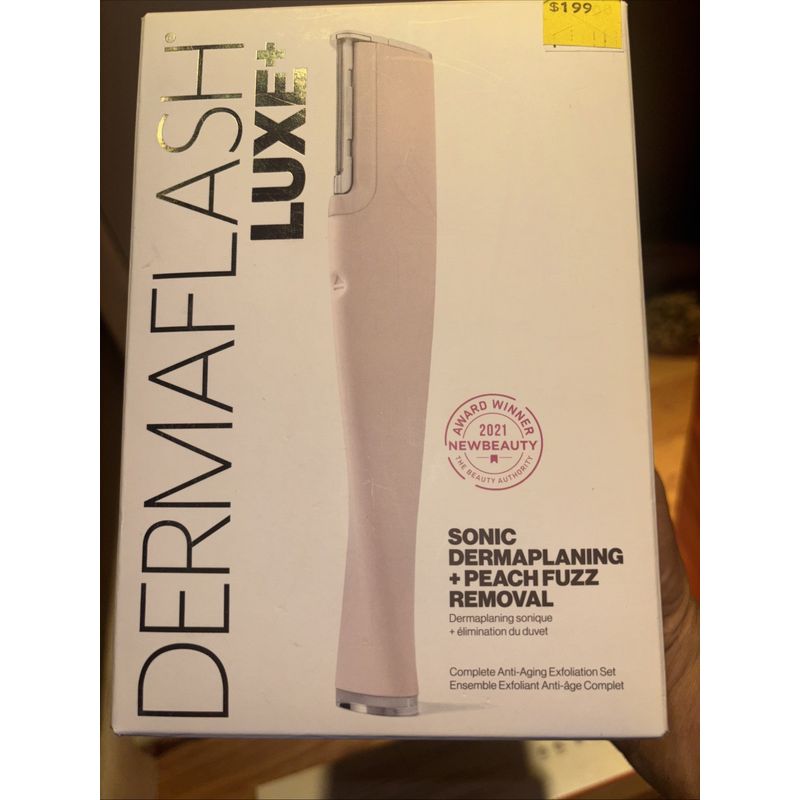 $199
DERMAFLASH®
LUXE+
AWARD WINNER
2021
NEWBEAUTY
THE BEAUTY AUTHORITY
SONIC
DERMAPLANING
+ PEACH FUZZ
REMOVAL
Dermaplaning sonique
+ élimination du duvet
Complete Anti-Aging Exfoliation Set
Ensemble Exfoliant Anti-âge Complet